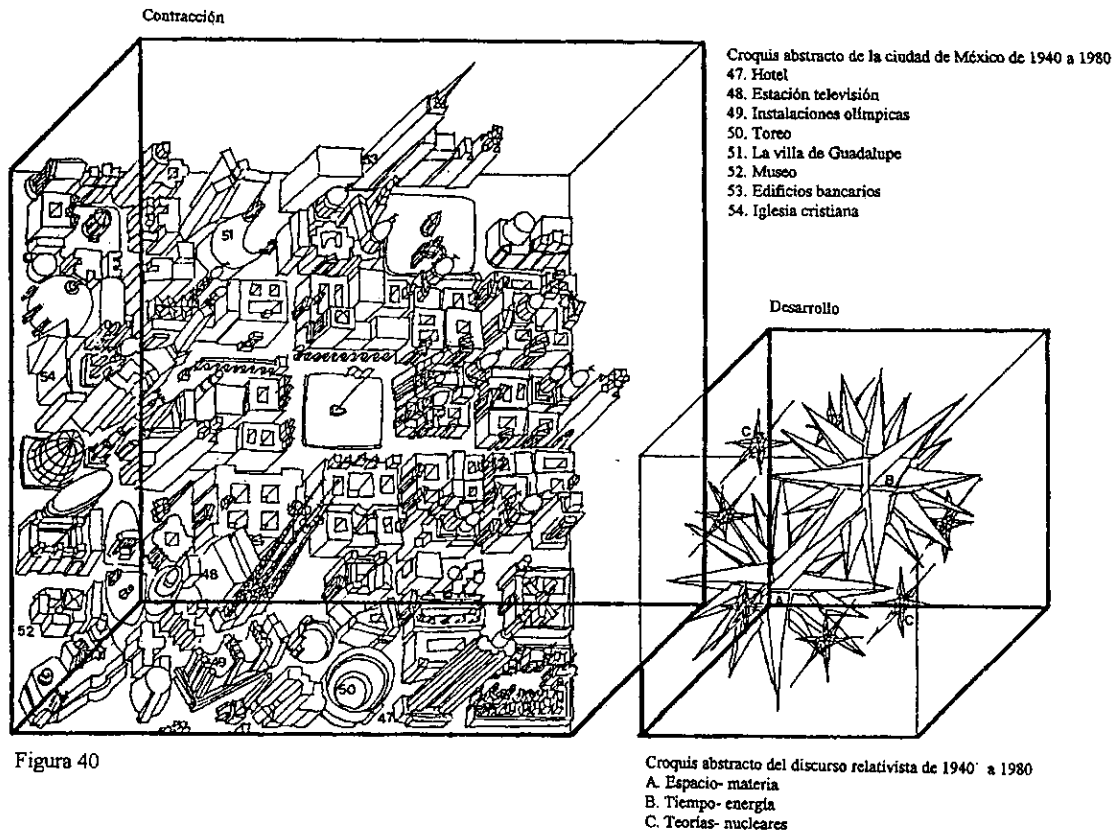 Contracción
Croquis abstracto de la ciudad de México de 1940 a 1980
47. Hotel
48. Estación televisión
49. Instalaciones olímpicas
50. Toreo
51. La villa de Guadalupe
52. Museo
53. Edificios bancarios
54. Iglesia cristiana
53
51
54
48
52
49
50
47
Desarrollo
C
B
A
C
Figura 40
Croquis abstracto del discurso relativista de 1940 a 1980
A. Espacio- materia
B. Tiempo- energía
C. Teorías- nucleares